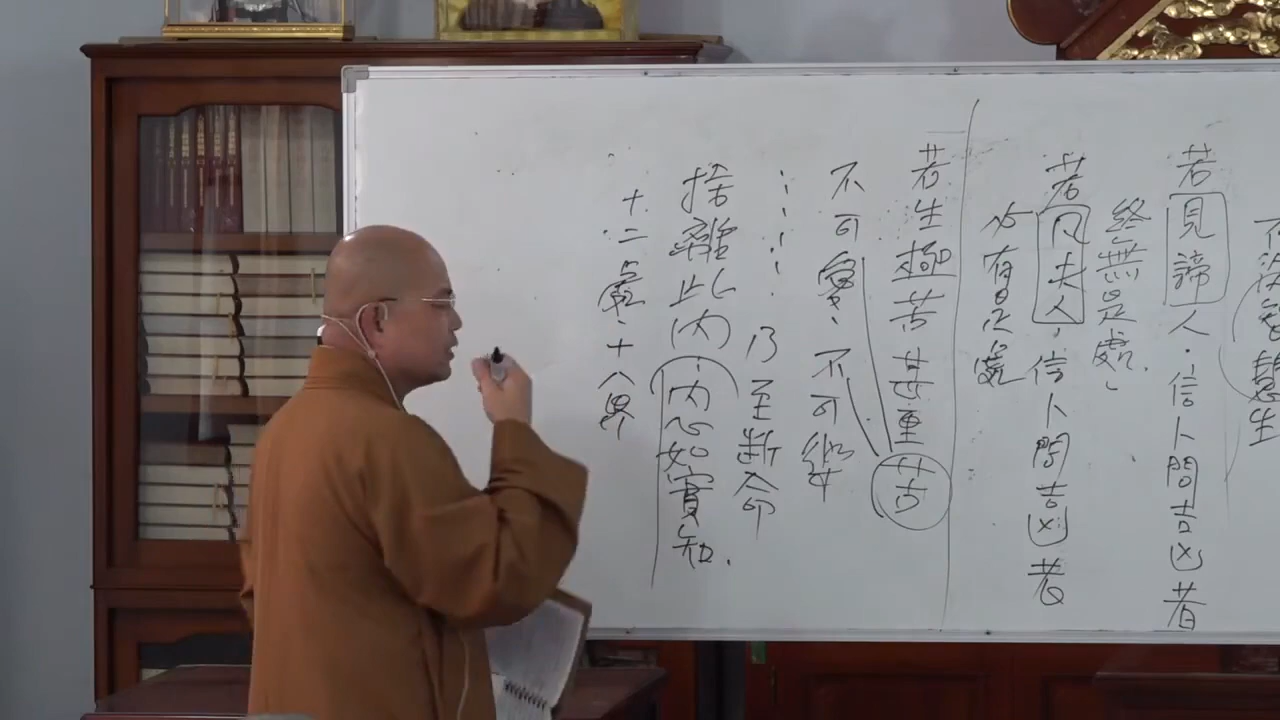 智慧生
若見諦人,信卜問吉凶者
終無是處」
若凡夫人,信卜問吉凶者
必有是處
若生極苦甚重苦
不可愛、不可樂
乃至斷命
捨離此內,內心如實知.
十二處、十八界